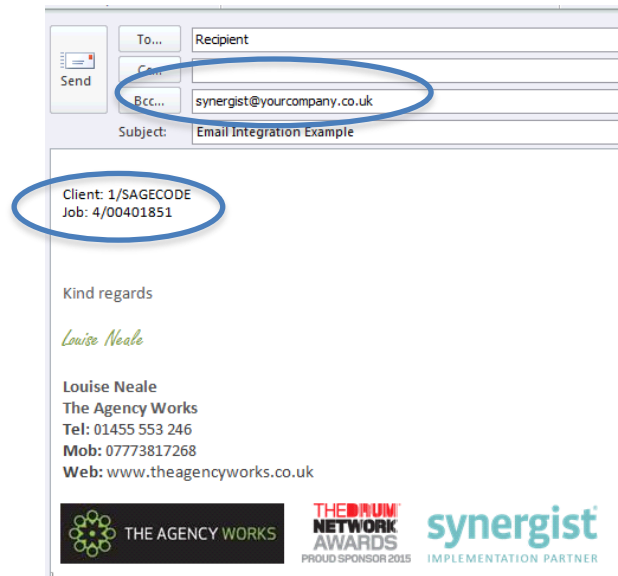 To...
Recipient
Send
Cc...
Bcc...
synergist@yourcompany.co.uk
Subject:
Email Integration Example
Client: 1/SAGECODE
Job: 4/00401851
Kind regards
Louise Neale
Louise Neale
The Agency Works
Tel: 01455 553 246
Mob: 07773817268
Web: www.theagencyworks.co.uk
THE AGENCY WORKS
THE DRUM
NETWORK
AWARDS
PROUD SPONSOR 2015
synergist
IMPLEMENTATION PARTNER